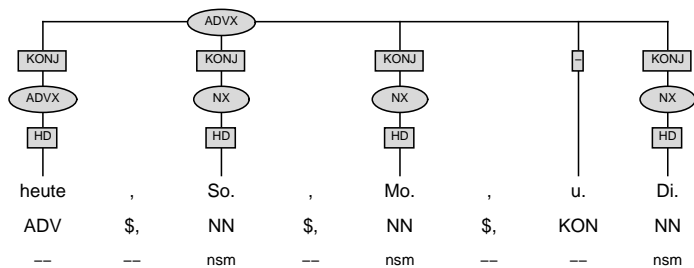 ADVX
KONJ KONJ KONJ – KONJ
ADVX NX NX NX
HD HD HD HD
heute , So. , Mo. , u. Di.
ADV $, NN $, NN $, KON NN
−− −− nsm −− nsm −− −− nsm